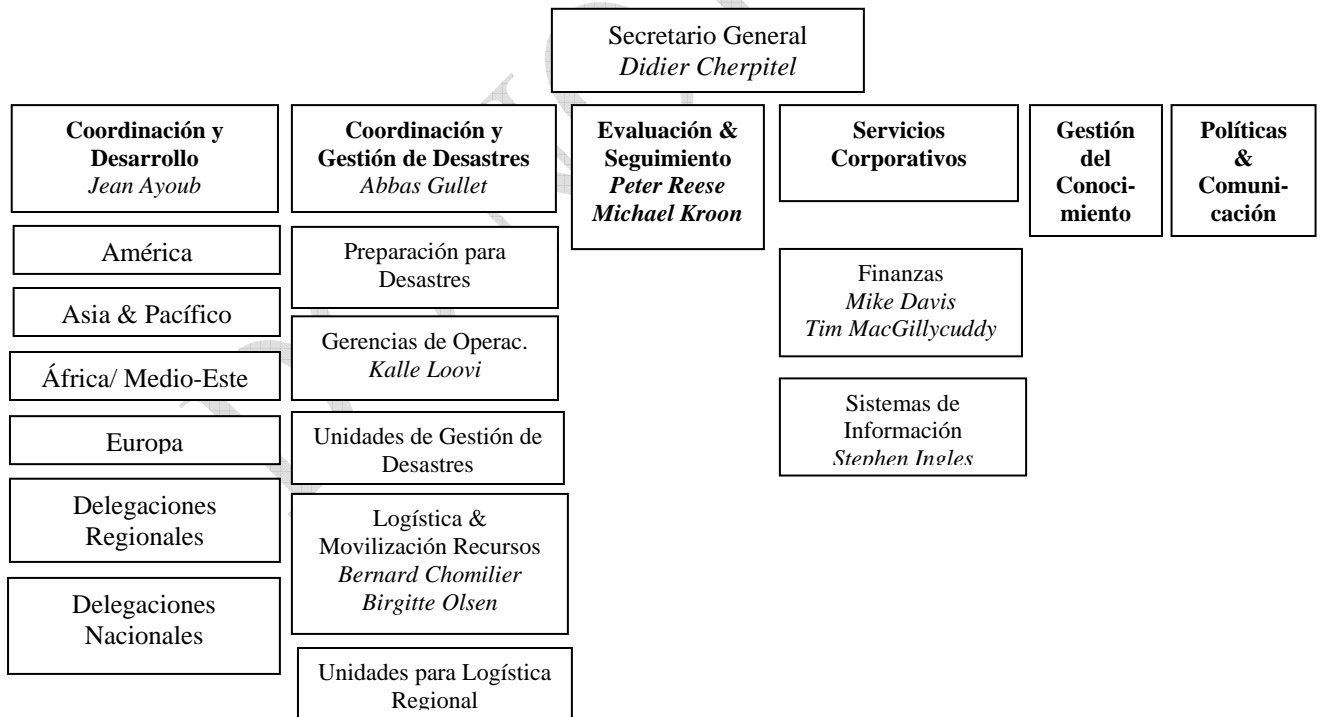 Secretario General
Didier Cherpitel
Coordinación y
Desarrollo
Jean Ayoub
América
Asia & Pacífico
África/ Medio-Este
Europa
Delegaciones
Regionales
Delegaciones
Nacionales
Coordinación y
Gestión de Desastres
Abbas Gullet
Preparación para
Desastres
Gerencias de Operac.
Kalle Loovi
Unidades de Gestión de
Desastres
Logística &
Movilización Recursos
Bernard Chomilier
Birgitte Olsen
Unidades para Logística
Regional
Evaluación &
Seguimiento
Peter Reese
Michael Kroon
Servicios
Corporativos
Finanzas
Mike Davis
Tim MacGillycuddy
Sistemas de
Información
Stephen Ingles
Gestión
del
Conoci-
miento
Políticas
&
Comuni-
cación